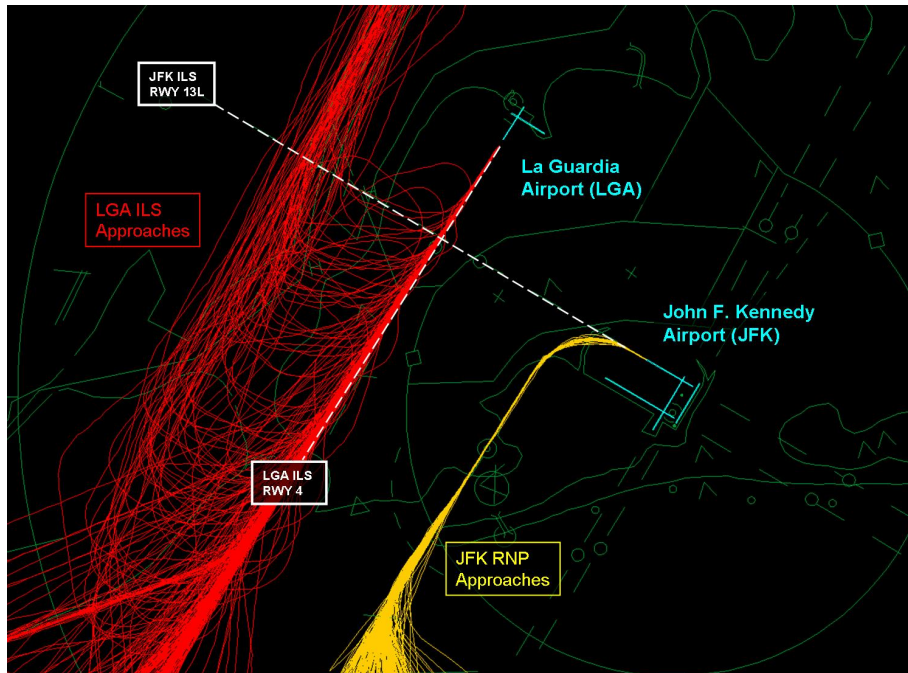 JFK ILS
RWY 13L
La Guardia
Airport (LGA)
LGA ILS
Approaches
John F. Kennedy
Airport (JFK)
LGA ILS
RWY 4
JFK RNP
Approaches